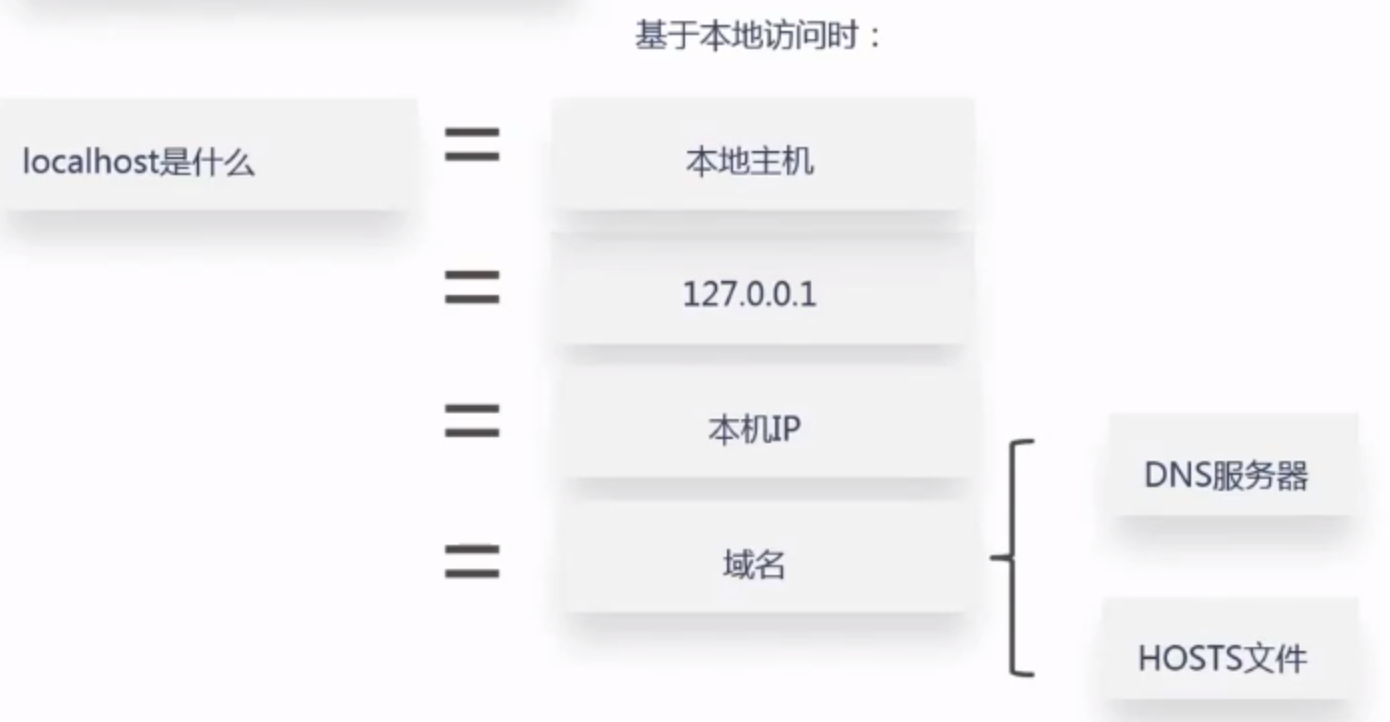 基于本地访问时：
localhost是什么
=
本地主机
=
127.0.0.1
=
本机IP
=
域名
DNS服务器
HOSTS文件